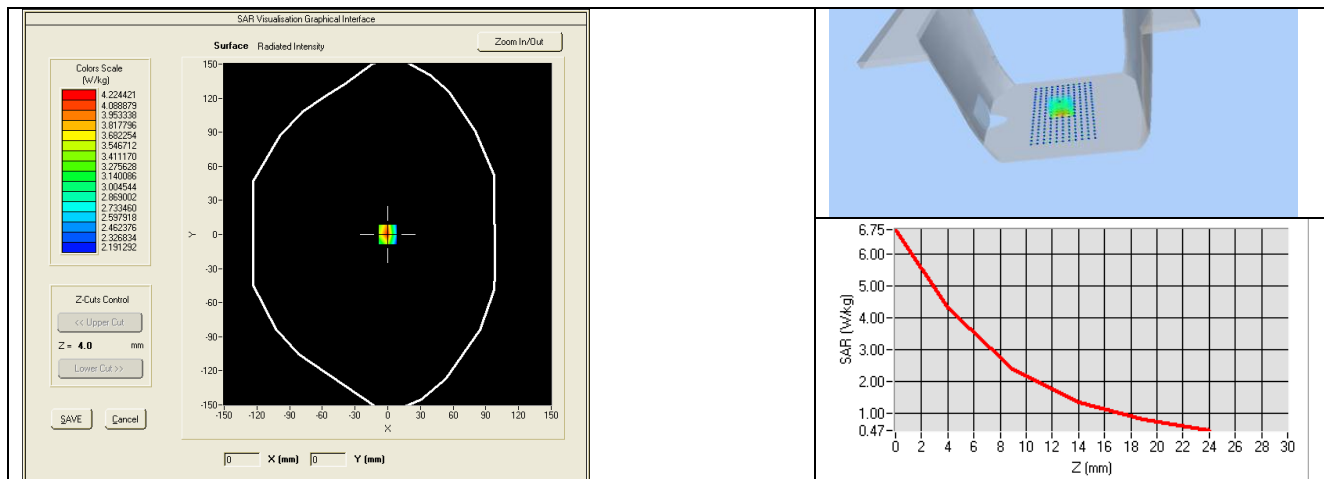 SAR Visualisation Graphical Interface
Surface Radiated Intensity
Zoom In/Out
Colors Scale
(W/kg)
4.224421
4.088879
3.953338
3.817796
3.682254
3.546712
3.411170
3.275628
3.140086
3.004544
2.869002
2.733460
2.597918
2.462376
2.326834
2.191292
Z-Cuts Control
<< Upper Cut
Z = 4.0 mm
Lower Cut >>
SAVE Cancel
150-
120-
90-
60-
30-
0-
-30-
-60-
-90-
-120-
-150-
Y
-150 -120 -90 -60 -30 0 30 60 90 120 150
X
0 X (mm) 0 Y (mm)
6.75-
6.00-
5.00-
4.00-
3.00-
2.00-
1.00-
0.47-
SAR (W/kg)
0 2 4 6 8 10 12 14 16 18 20 22 24 26 28 30
Z (mm)